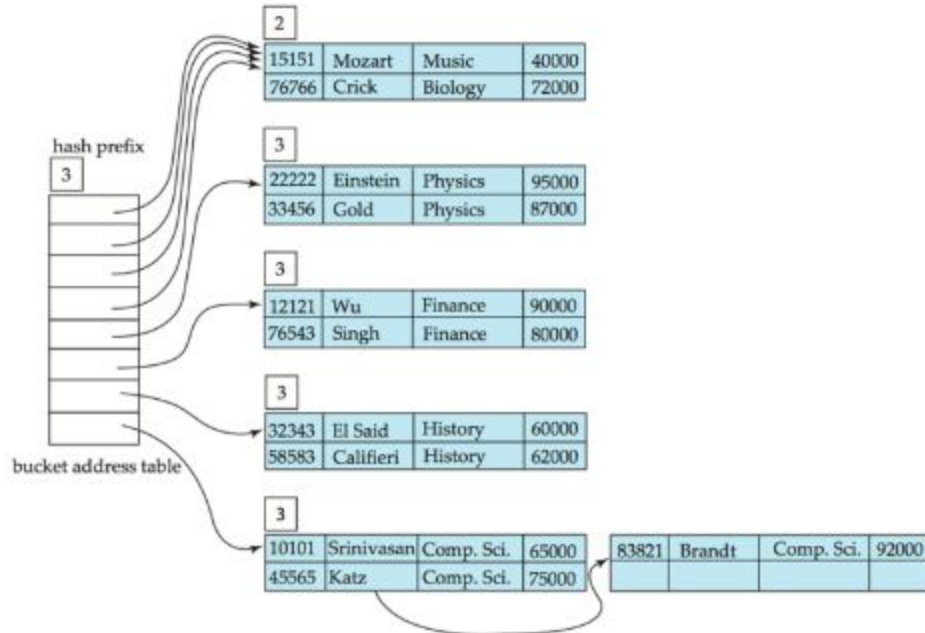 2
15151 Mozart Music 40000
76766 Crick Biology 72000
hash prefix
3
3
22222 Einstein Physics 95000
33456 Gold Physics 87000
3
12121 Wu Finance 90000
76543 Singh Finance 80000
3
32343 El Said History 60000
58583 Califieri History 62000
bucket address table
3
10101 Srinivasan Comp. Sci. 65000
45565 Katz Comp. Sci. 75000
83821 Brandt Comp. Sci. 92000